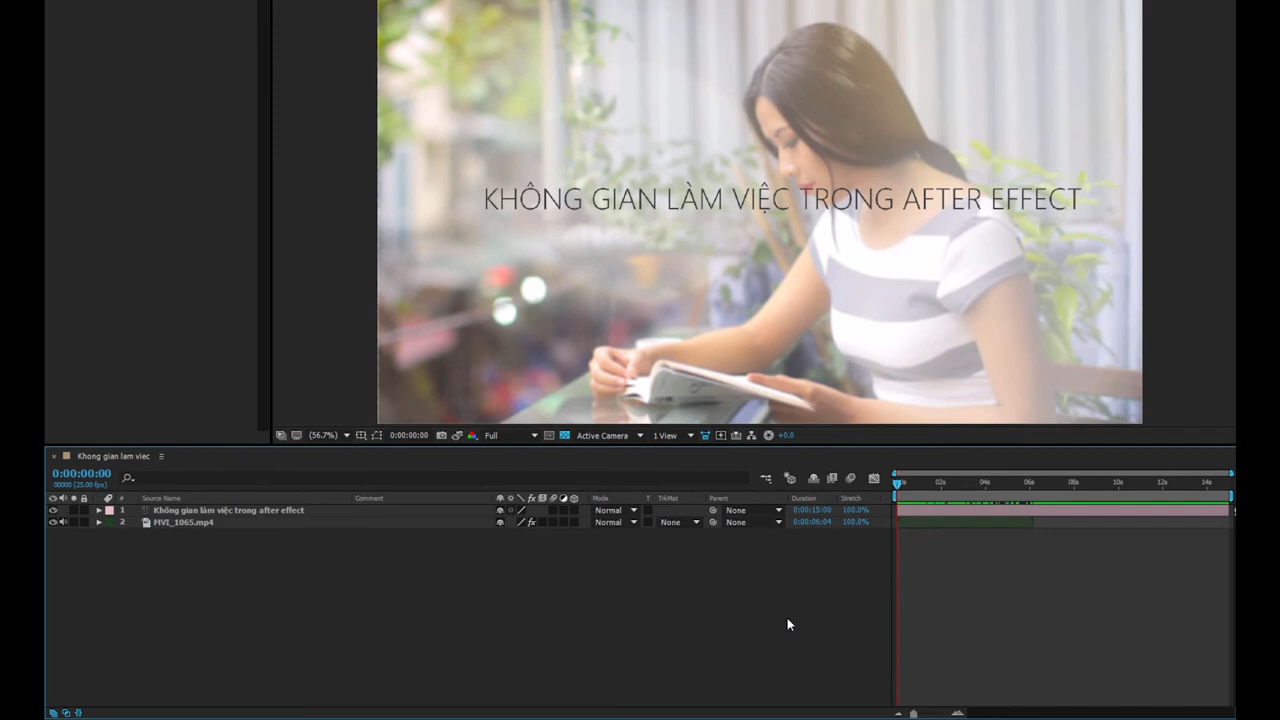 KHÔNG GIAN LÀM VIỆC TRONG AFTER EFFECT
(56.7%) 0:00:00:00 Full Active Camera 1 View +0.0
× Khong gian lam viec
0:00:00:00
00000 (25.00 fps)
02s 04s 06s 08s 10s 12s 14s
# Source Name Comment fx Mode T TrkMat Parent Duration Stretch
1 T Không gian làm việc trong after effect Normal None 0:00:15:00 100.0%
2 MVI_1065.mp4 fx Normal None None 0:00:06:04 100.0%